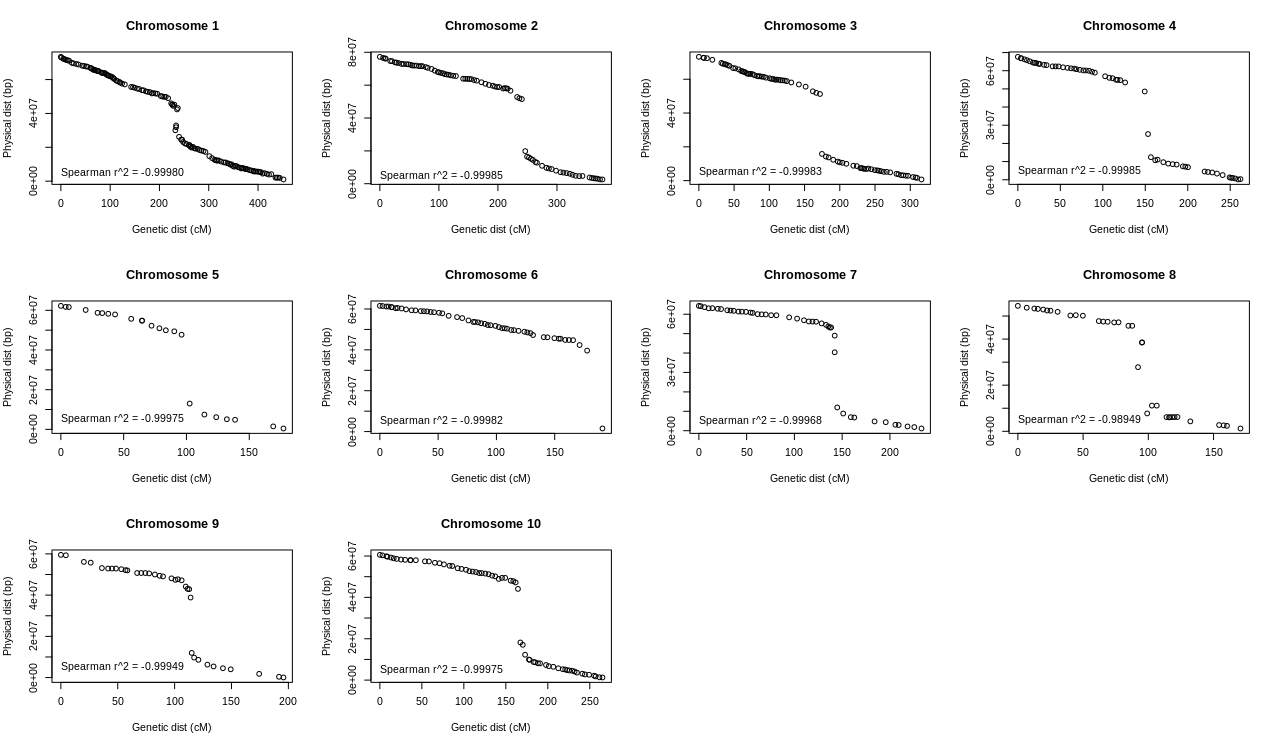 Chromosome 1
Physical dist (bp)
0e+00 4e+07
Spearman r^2 = -0.99980
0 100 200 300 400
Genetic dist (cM)
Chromosome 2
Physical dist (bp)
0e+00 4e+07 8e+07
Spearman r^2 = -0.99985
0 100 200 300
Genetic dist (cM)
Chromosome 3
Physical dist (bp)
0e+00 4e+07
Spearman r^2 = -0.99983
0 50 100 150 200 250 300
Genetic dist (cM)
Chromosome 4
Physical dist (bp)
0e+00 3e+07 6e+07
Spearman r^2 = -0.99985
0 50 100 150 200 250
Genetic dist (cM)
Chromosome 5
Physical dist (bp)
0e+00 2e+07 4e+07 6e+07
Spearman r^2 = -0.99975
0 50 100 150
Genetic dist (cM)
Chromosome 6
Physical dist (bp)
0e+00 2e+07 4e+07 6e+07
Spearman r^2 = -0.99982
0 50 100 150
Genetic dist (cM)
Chromosome 7
Physical dist (bp)
0e+00 3e+07 6e+07
Spearman r^2 = -0.99968
0 50 100 150 200
Genetic dist (cM)
Chromosome 8
Physical dist (bp)
0e+00 2e+07 4e+07
Spearman r^2 = -0.98949
0 50 100 150
Genetic dist (cM)
Chromosome 9
Physical dist (bp)
0e+00 2e+07 4e+07 6e+07
Spearman r^2 = -0.99949
0 50 100 150 200
Genetic dist (cM)
Chromosome 10
Physical dist (bp)
0e+00 2e+07 4e+07 6e+07
Spearman r^2 = -0.99975
0 50 100 150 200 250
Genetic dist (cM)